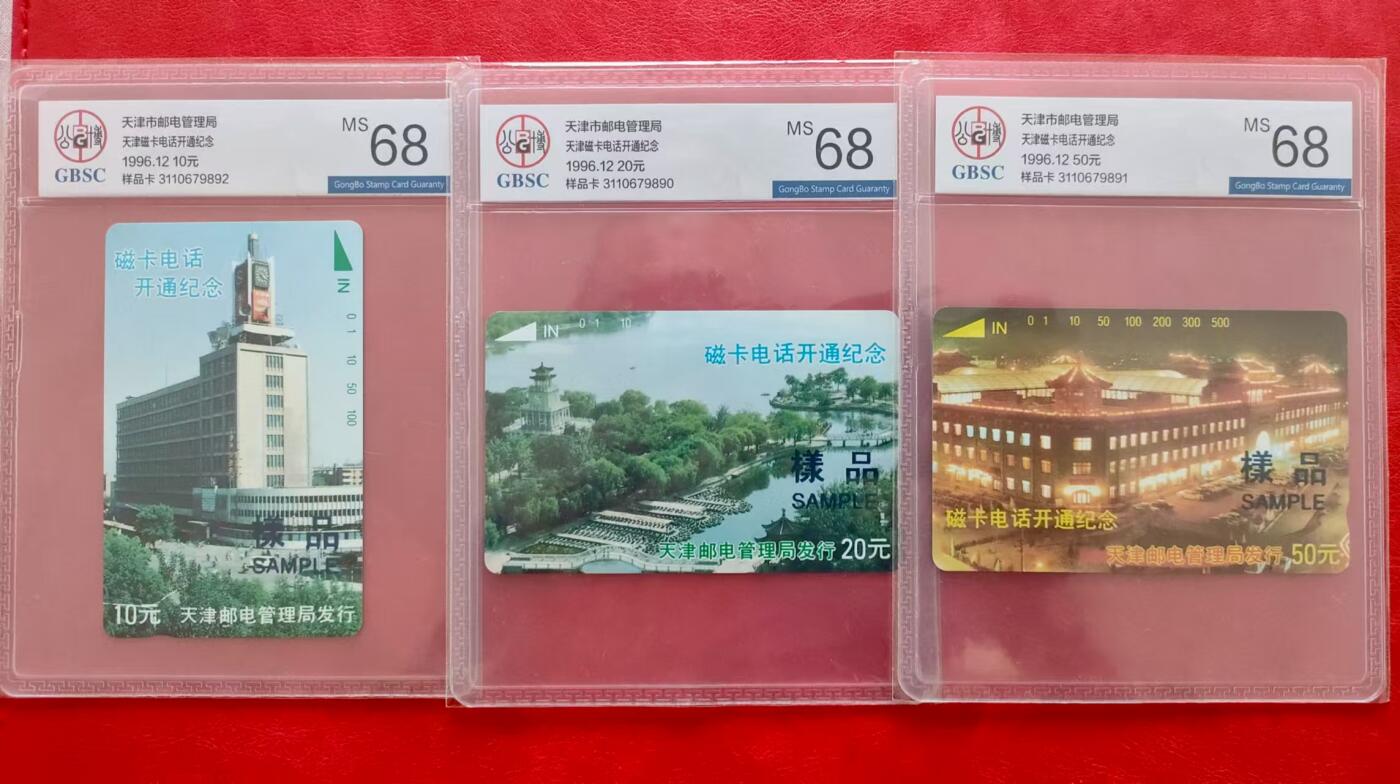 公博
BG
GBSC
天津市邮电管理局
天津磁卡电话开通纪念
1996.12 10元
样品卡 3110679892
MS 68
GongBo Stamp Card Guaranty
磁卡电话
开通纪念
IN
0 1 10 50 100
樣 品
SAMPLE
10元 天津邮电管理局发行
公博
BG
GBSC
天津市邮电管理局
天津磁卡电话开通纪念
1996.12 20元
样品卡 3110679890
MS 68
GongBo Stamp Card Guaranty
IN 0 1 10
磁卡电话开通纪念
樣 品
SAMPLE
天津邮电管理局发行 20元
公博
BG
GBSC
天津市邮电管理局
天津磁卡电话开通纪念
1996.12 50元
样品卡 3110679891
MS 68
GongBo Stamp Card Guaranty
IN 0 1 10 50 100 200 300 500
樣 品
SAMPLE
磁卡电话开通纪念
天津邮电管理局发行 50元